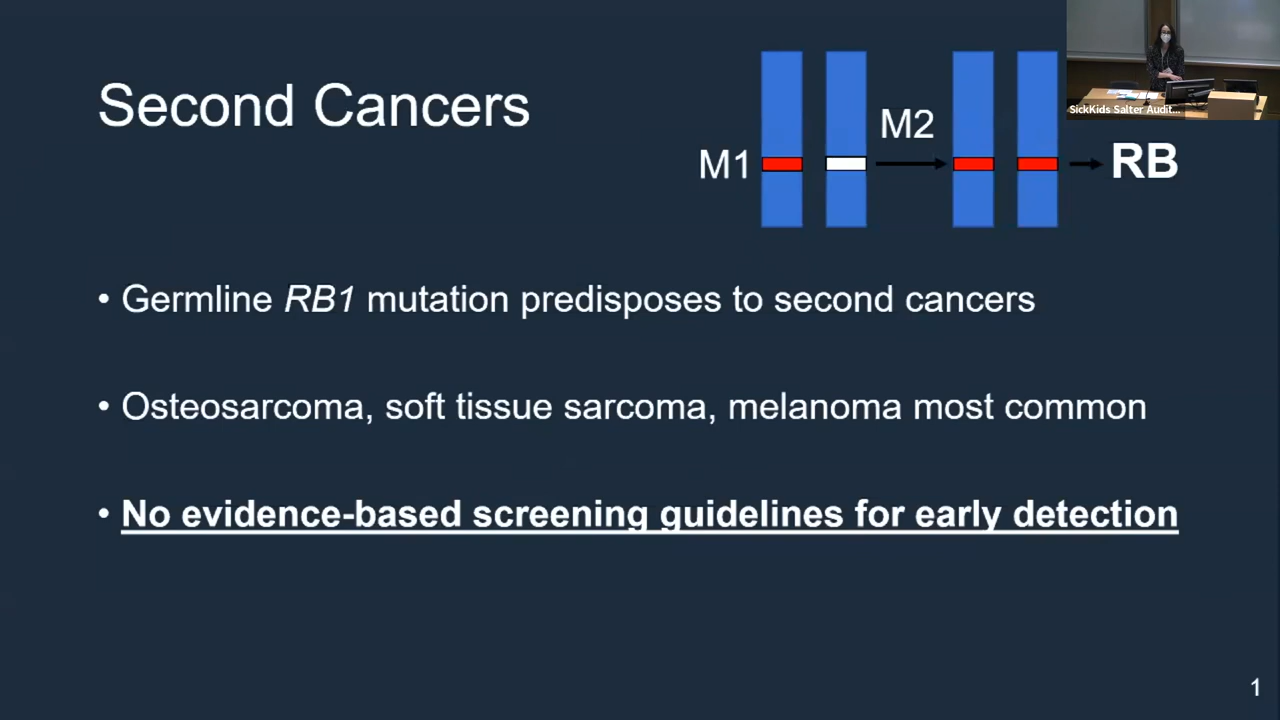 Second Cancers
M1
M2
RB
SickKids Salter Audit...
• Germline RB1 mutation predisposes to second cancers
• Osteosarcoma, soft tissue sarcoma, melanoma most common
• No evidence-based screening guidelines for early detection
1